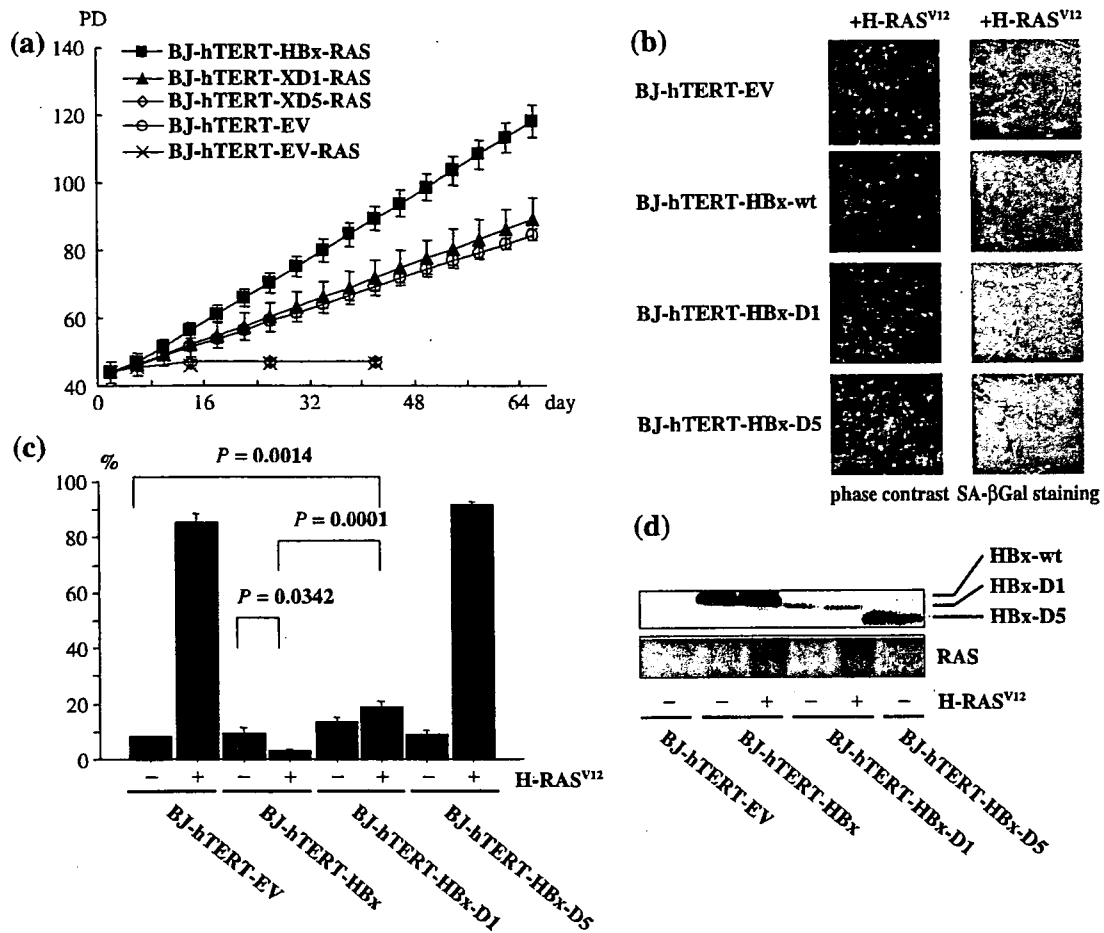 (a)
PD
140
120
100
80
60
40
0 16 32 48 64 day
BJ-hTERT-HBx-RAS
BJ-hTERT-XD1-RAS
BJ-hTERT-XD5-RAS
BJ-hTERT-EV
BJ-hTERT-EV-RAS
(b)
+H-RASV12 +H-RASV12
BJ-hTERT-EV
BJ-hTERT-HBx-wt
BJ-hTERT-HBx-D1
BJ-hTERT-HBx-D5
phase contrast SA-βGal staining
(c)
%
100
80
60
40
20
0
P = 0.0014
P = 0.0001
P = 0.0342
− + − + − + − + H-RASV12
BJ-hTERT-EV
BJ-hTERT-HBx
BJ-hTERT-HBx-D1
BJ-hTERT-HBx-D5
(d)
HBx-wt
HBx-D1
HBx-D5
RAS
− − + − + − H-RASV12
BJ-hTERT-EV
BJ-hTERT-HBx
BJ-hTERT-HBx-D1
BJ-hTERT-HBx-D5